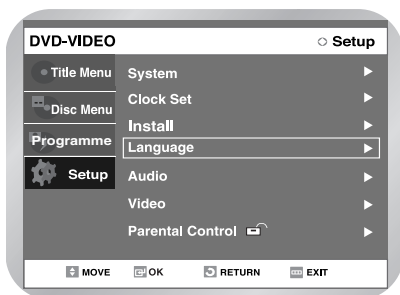 DVD-VIDEO
Setup
Title Menu
Disc Menu
Programme
Setup
System
Clock Set
Install
Language
Audio
Video
Parental Control
MOVE
OK
RETURN
EXIT